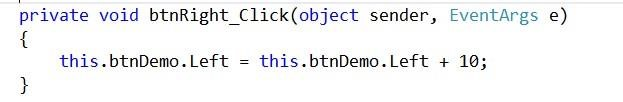 private void btnRight_Click(object sender, EventArgs e)
{
    this.btnDemo.Left = this.btnDemo.Left + 10;
}